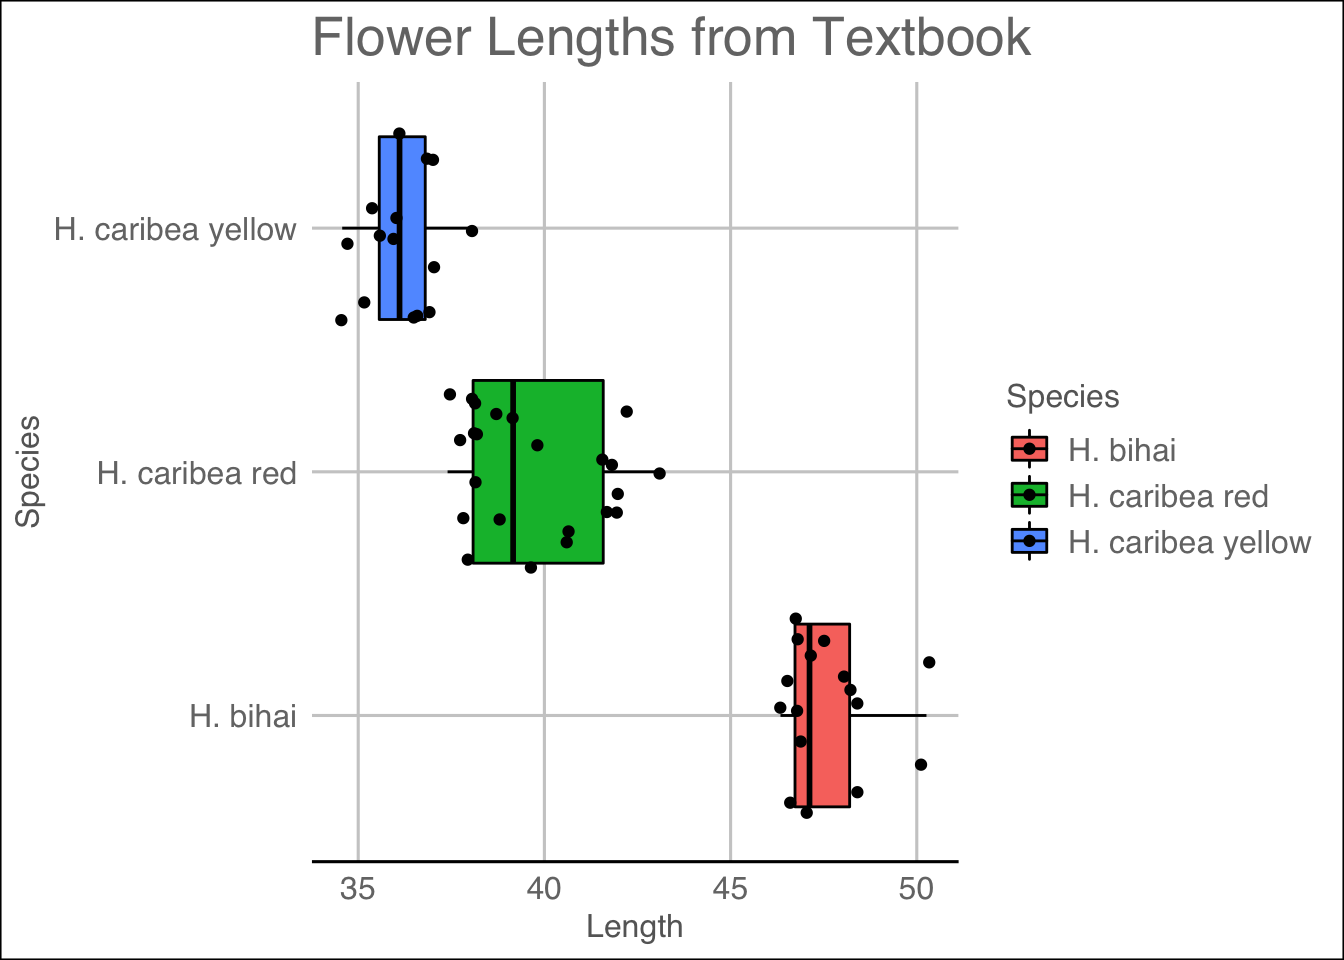 Flower Lengths from Textbook
H. caribea yellow
H. caribea red
H. bihai
Species
35 40 45 50
Length
Species
H. bihai
H. caribea red
H. caribea yellow